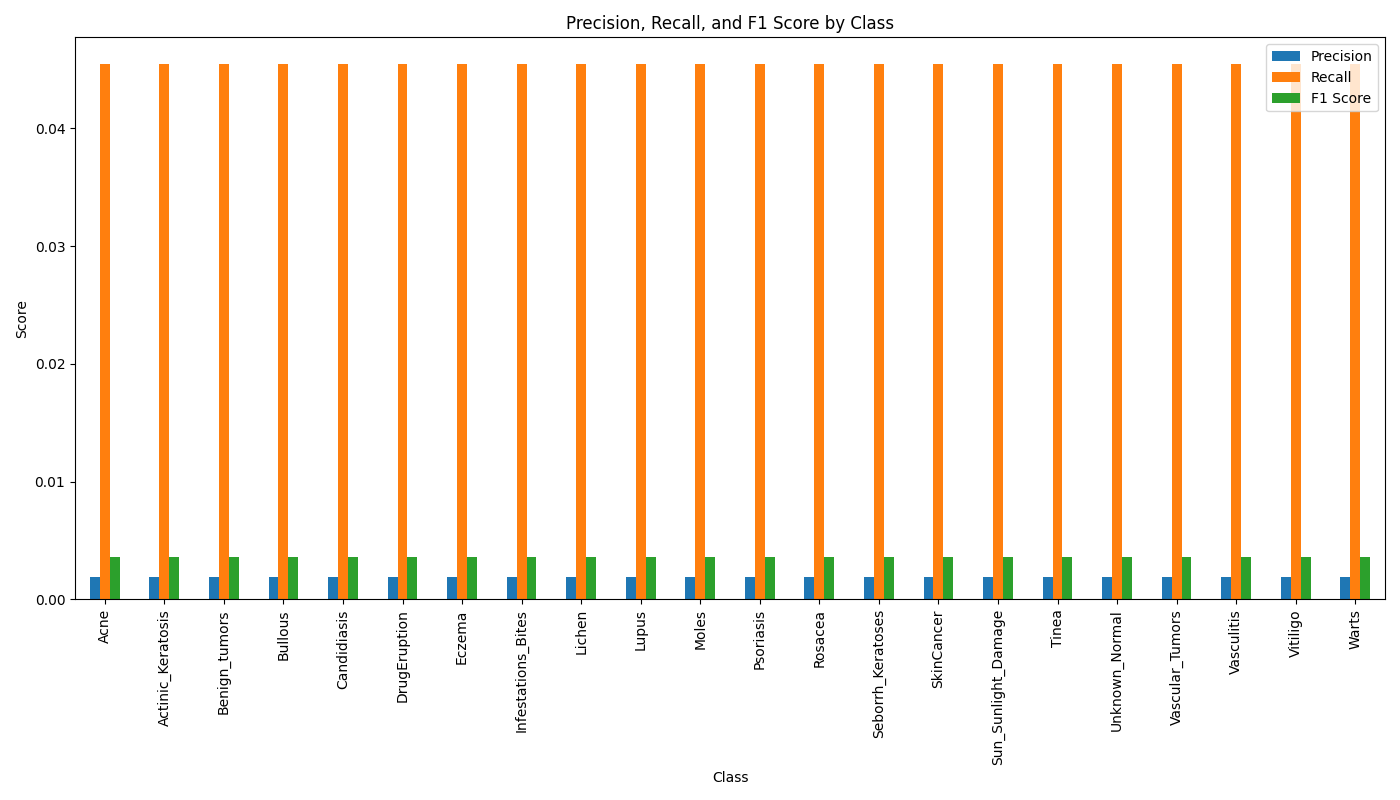 Precision, Recall, and F1 Score by Class
Precision
Recall
F1 Score
Score
0.04
0.03
0.02
0.01
0.00
Acne
Actinic_Keratosis
Benign_tumors
Bullous
Candidiasis
DrugEruption
Eczema
Infestations_Bites
Lichen
Lupus
Moles
Psoriasis
Rosacea
Seborrh_Keratoses
SkinCancer
Sun_Sunlight_Damage
Tinea
Unknown_Normal
Vascular_Tumors
Vasculitis
Vitiligo
Warts
Class